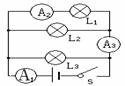 A₂ L₁
L₂
A₃
L₃
A₁ S